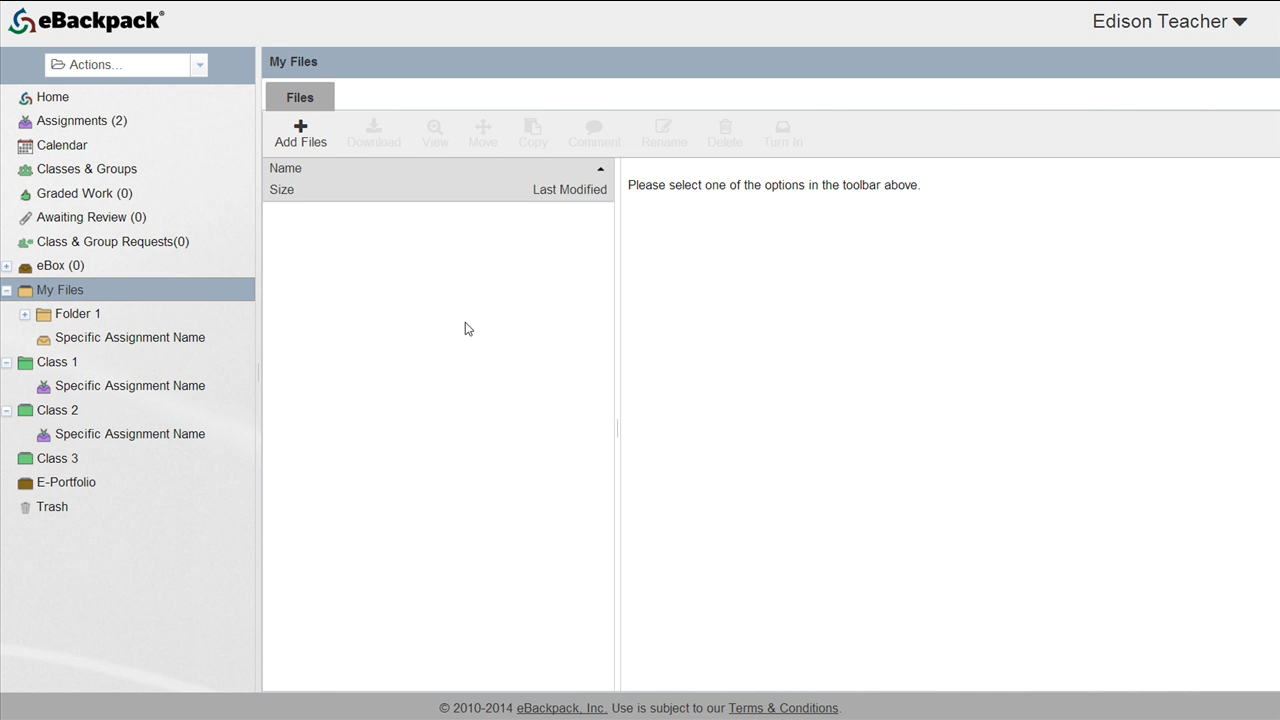 eBackpack®
Edison Teacher
Actions...
My Files
Home
Assignments (2)
Calendar
Classes & Groups
Graded Work (0)
Awaiting Review (0)
Class & Group Requests(0)
eBox (0)
My Files
Folder 1
Specific Assignment Name
Class 1
Specific Assignment Name
Class 2
Specific Assignment Name
Class 3
E-Portfolio
Trash
Files
Add Files Download View Move Copy Comment Rename Delete Turn In
Name
Size Last Modified
Please select one of the options in the toolbar above.
© 2010-2014 eBackpack, Inc. Use is subject to our Terms & Conditions.